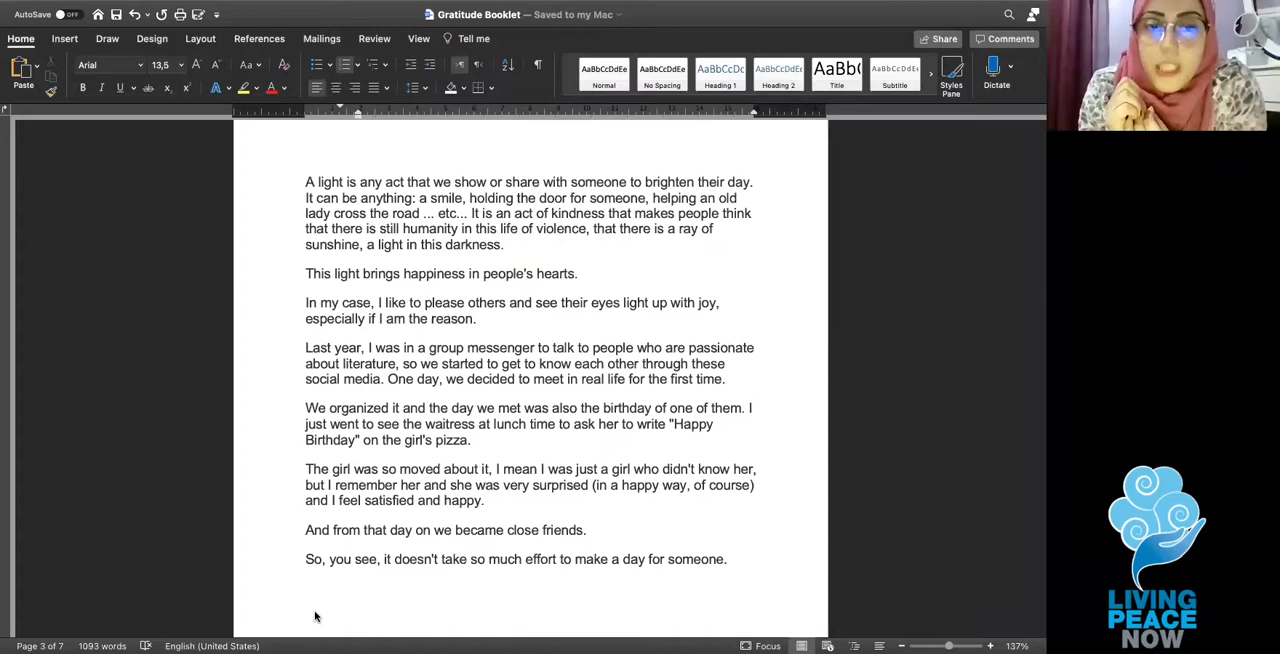 AutoSave OFF
Gratitude Booklet — Saved to my Mac
Home Insert Draw Design Layout References Mailings Review View Tell me
Share Comments
Paste
Arial 13,5
Aa
B I U ab x₂ x² A A
AaBbCcDdEe AaBbCcDdEe AaBbCcDc AaBbCcDdEe AaBb( AaBbCcDdEe
Normal No Spacing Heading 1 Heading 2 Title Subtitle
Styles Pane
Dictate
A light is any act that we show or share with someone to brighten their day.
It can be anything: a smile, holding the door for someone, helping an old
lady cross the road ... etc... It is an act of kindness that makes people think
that there is still humanity in this life of violence, that there is a ray of
sunshine, a light in this darkness.
This light brings happiness in people's hearts.
In my case, I like to please others and see their eyes light up with joy,
especially if I am the reason.
Last year, I was in a group messenger to talk to people who are passionate
about literature, so we started to get to know each other through these
social media. One day, we decided to meet in real life for the first time.
We organized it and the day we met was also the birthday of one of them. I
just went to see the waitress at lunch time to ask her to write "Happy
Birthday" on the girl's pizza.
The girl was so moved about it, I mean I was just a girl who didn't know her,
but I remember her and she was very surprised (in a happy way, of course)
and I feel satisfied and happy.
And from that day on we became close friends.
So, you see, it doesn't take so much effort to make a day for someone.
LIVING
PEACE
NOW
Page 3 of 7 1093 words English (United States) Focus 137%